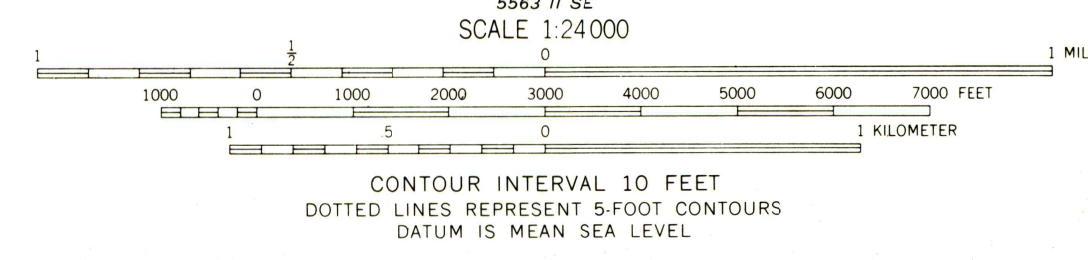 5563 II SE
SCALE 1:24000
1 1/2 0 1 MIL
1000 0 1000 2000 3000 4000 5000 6000 7000 FEET
1 .5 0 1 KILOMETER
CONTOUR INTERVAL 10 FEET
DOTTED LINES REPRESENT 5-FOOT CONTOURS
DATUM IS MEAN SEA LEVEL